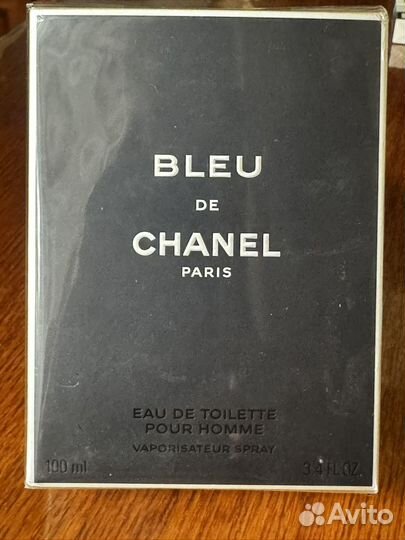 BLEU
DE
CHANEL
PARIS
EAU DE TOILETTE
POUR HOMME
VAPORISATEUR SPRAY
100 ml 3.4 FL.OZ.
Avito